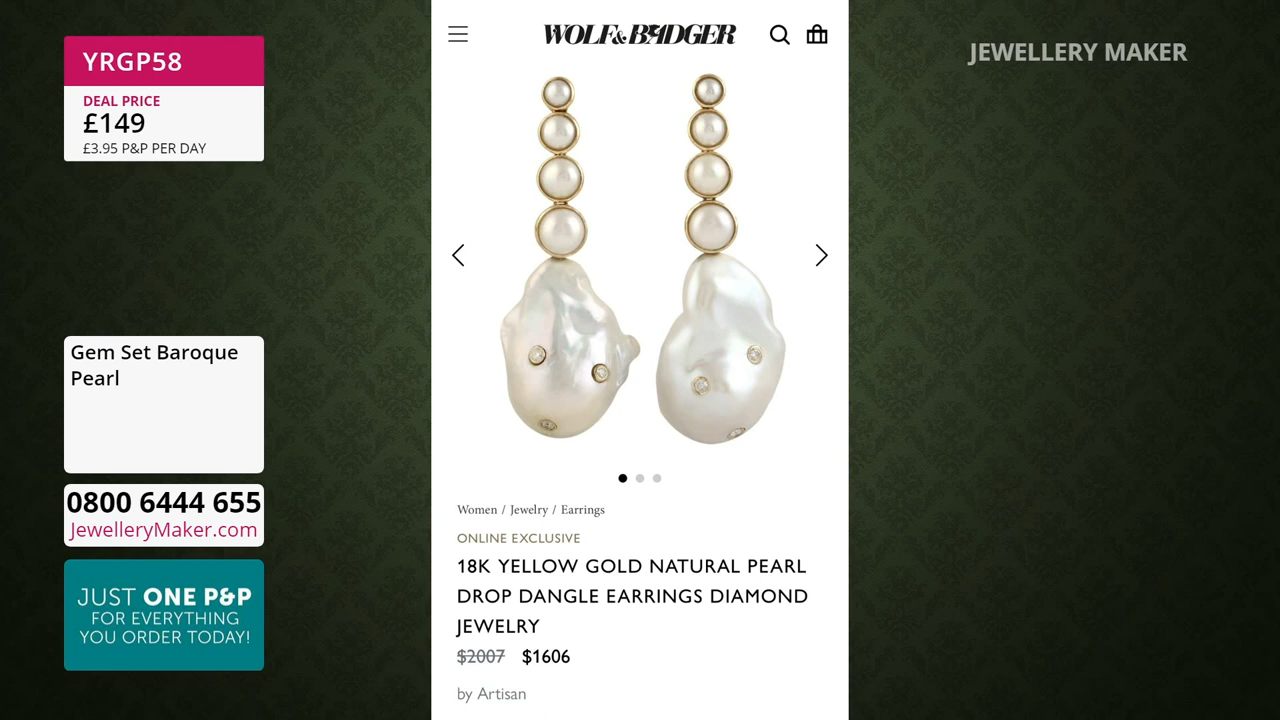 YRGP58
DEAL PRICE
£149
£3.95 P&P PER DAY
Gem Set Baroque
Pearl
0800 6444 655
JewelleryMaker.com
JUST ONE P&P
FOR EVERYTHING
YOU ORDER TODAY!
WOLF&BADGER
Women / Jewelry / Earrings
ONLINE EXCLUSIVE
18K YELLOW GOLD NATURAL PEARL
DROP DANGLE EARRINGS DIAMOND
JEWELRY
$2007 $1606
by Artisan
JEWELLERY MAKER